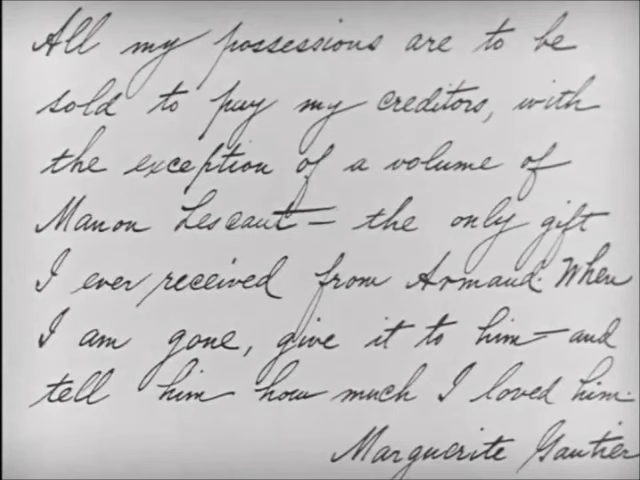 All my possessions are to be
sold to pay my creditors, with
the exception of a volume of
Manon Lescaut — the only gift
I ever received from Armand. When
I am gone, give it to him — and
tell him how much I loved him.
Marguerite Gautier